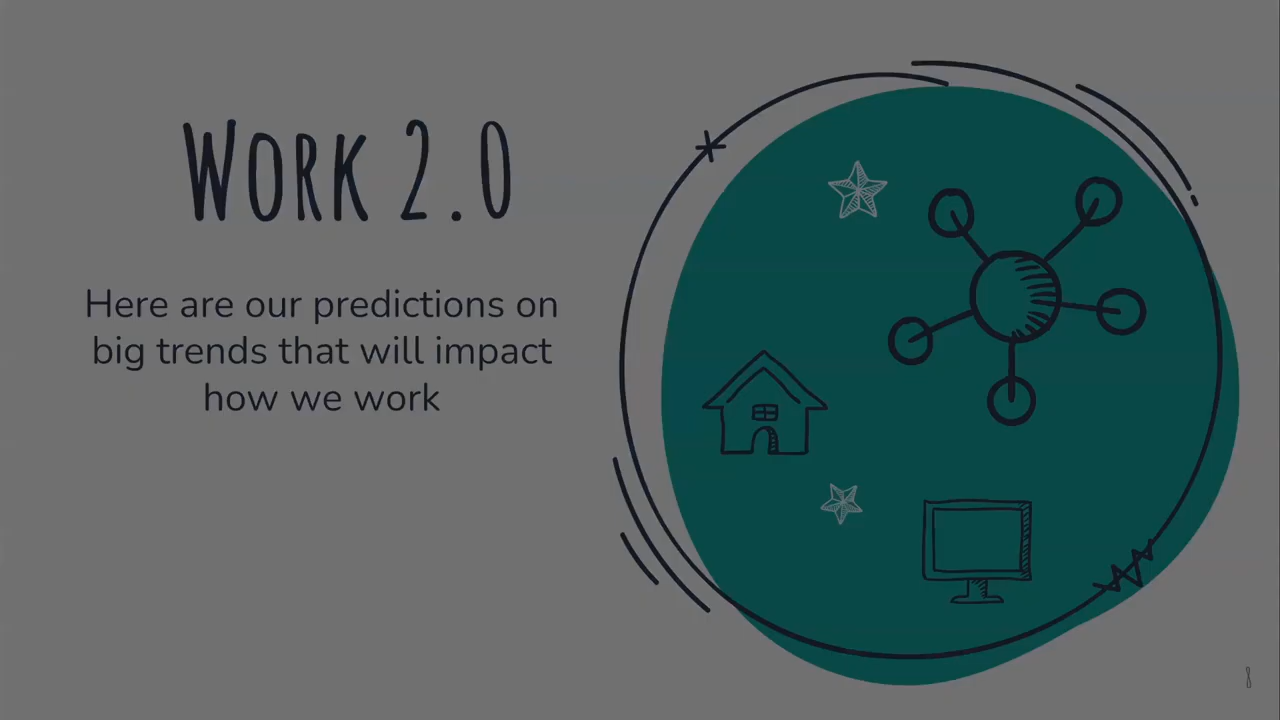 WORK 2.0
Here are our predictions on
big trends that will impact
how we work